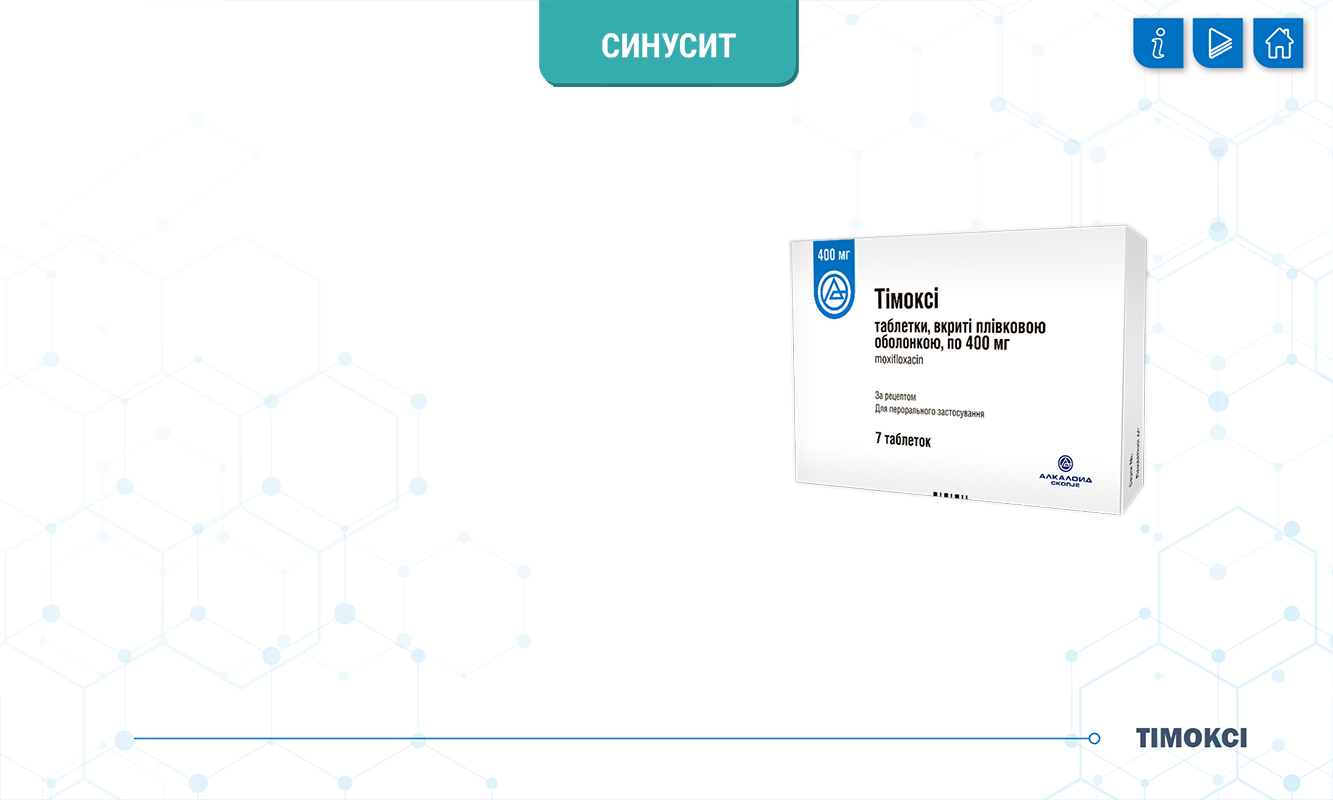 СИНУСИТ
400 мг
Тімоксі
таблетки, вкриті плівковою
оболонкою, по 400 мг
moxifloxacin
За рецептом
Для перорального застосування
7 таблеток
АЛКАЛОИД
СКОПЈЕ
ТІМОКСІ